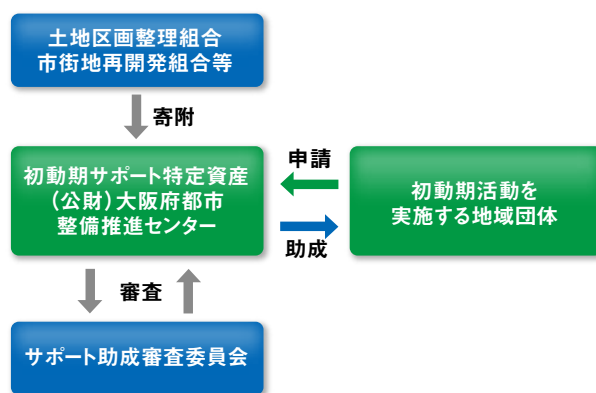 土地区画整理組合
市街地再開発組合等
寄附
初動期サポート特定資産
（公財）大阪府都市
整備推進センター
申請
助成
初動期活動を
実施する地域団体
審査
サポート助成審査委員会